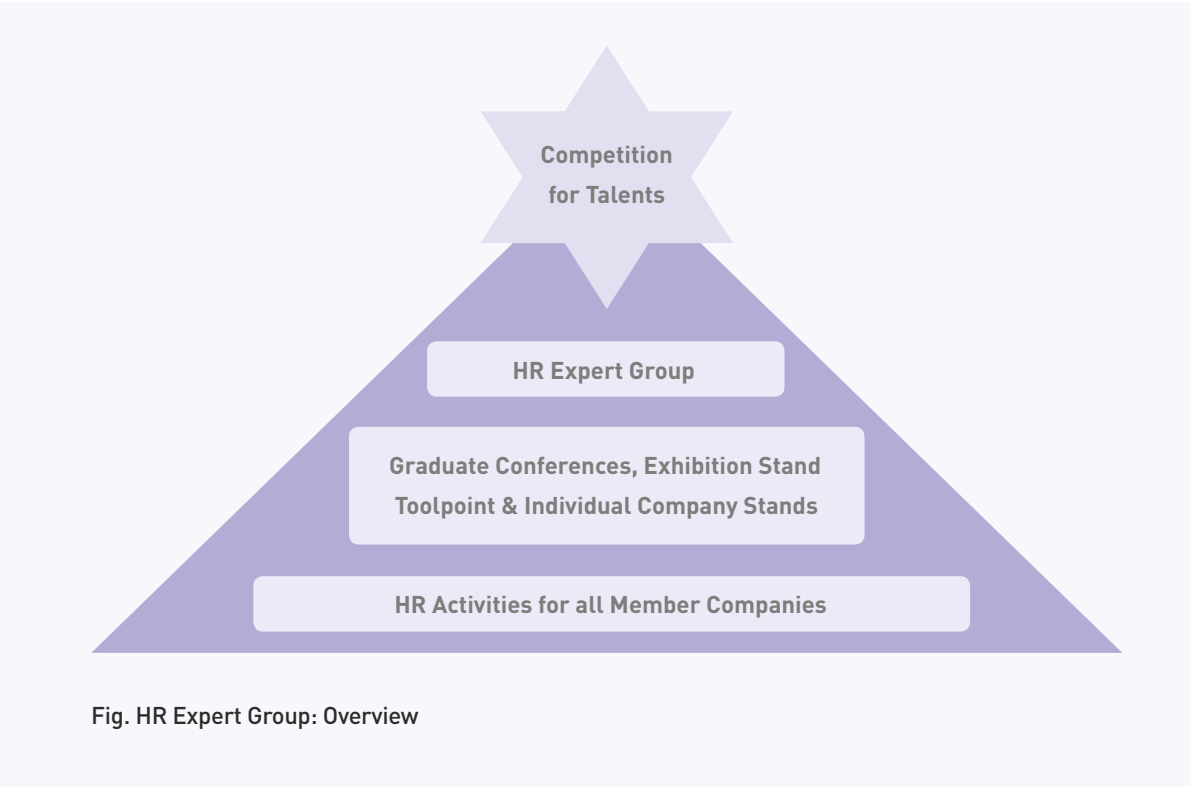 Competition
for Talents
HR Expert Group
Graduate Conferences, Exhibition Stand
Toolpoint & Individual Company Stands
HR Activities for all Member Companies
Fig. HR Expert Group: Overview